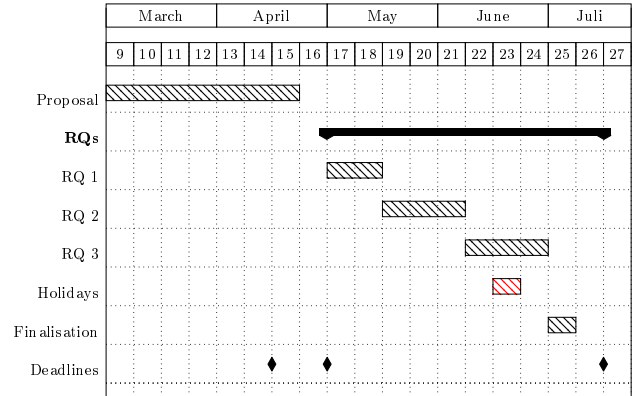 March April May June Juli
9 10 11 12 13 14 15 16 17 18 19 20 21 22 23 24 25 26 27
Proposal
RQs
RQ 1
RQ 2
RQ 3
Holidays
Finalisation
Deadlines